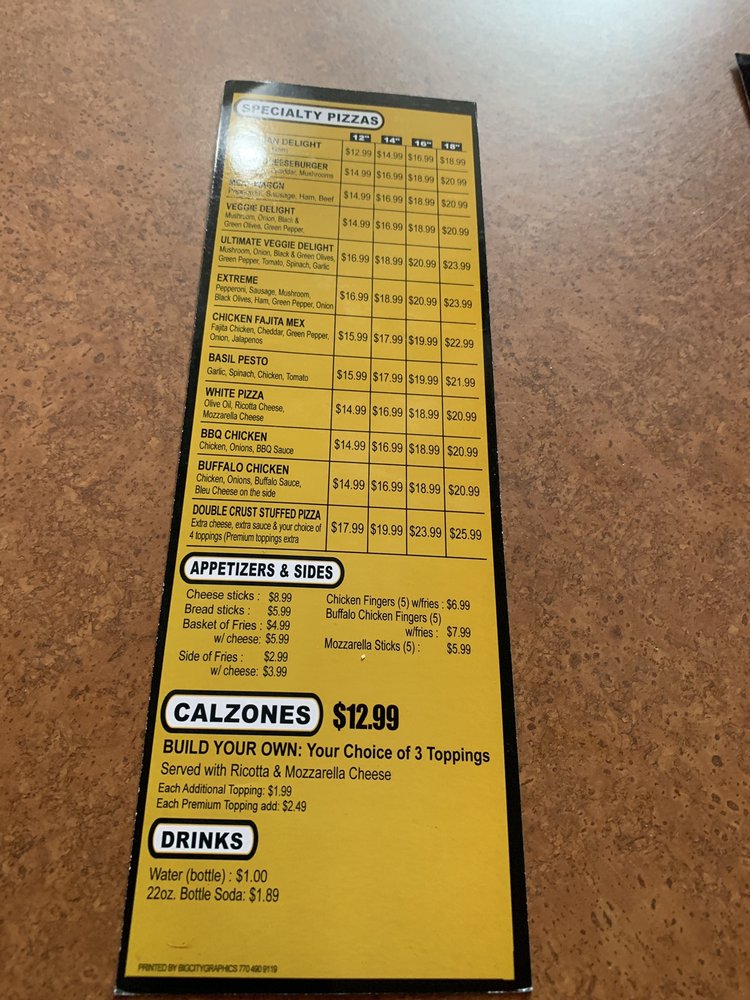 SPECIALTY PIZZAS
12" 14" 16" 18"
DELIGHT $12.99 $14.99 $16.99 $18.99
$14.99 $16.99 $18.99 $20.99
Mushrooms
$14.99 $16.99 $18.99 $20.99
Sausage, Ham, Beef
VEGGIE DELIGHT
Mushroom, Onion, Black &
Green Olives, Green Pepper, $14.99 $16.99 $18.99 $20.99
ULTIMATE VEGGIE DELIGHT
Mushroom, Onion, Black & Green Olives,
Green Pepper, Tomato, Spinach, Garlic $16.99 $18.99 $20.99 $23.99
EXTREME
Pepperoni, Sausage, Mushroom,
Black Olives, Ham, Green Pepper, Onion $16.99 $18.99 $20.99 $23.99
CHICKEN FAJITA MEX
Fajita Chicken, Cheddar, Green Pepper,
Onion, Jalapenos $15.99 $17.99 $19.99 $22.99
BASIL PESTO
Garlic, Spinach, Chicken, Tomato $15.99 $17.99 $19.99 $21.99
WHITE PIZZA
Olive Oil, Ricotta Cheese,
Mozzarella Cheese $14.99 $16.99 $18.99 $20.99
BBQ CHICKEN
Chicken, Onions, BBQ Sauce $14.99 $16.99 $18.99 $20.99
BUFFALO CHICKEN
Chicken, Onions, Buffalo Sauce,
Bleu Cheese on the side $14.99 $16.99 $18.99 $20.99
DOUBLE CRUST STUFFED PIZZA
Extra cheese, extra sauce & your choice of
4 toppings (Premium toppings extra $17.99 $19.99 $23.99 $25.99
APPETIZERS & SIDES
Cheese sticks : $8.99
Bread sticks : $5.99
Basket of Fries : $4.99
w/ cheese: $5.99
Side of Fries : $2.99
w/ cheese: $3.99
Chicken Fingers (5) w/fries : $6.99
Buffalo Chicken Fingers (5)
w/fries : $7.99
Mozzarella Sticks (5) : $5.99
CALZONES $12.99
BUILD YOUR OWN: Your Choice of 3 Toppings
Served with Ricotta & Mozzarella Cheese
Each Additional Topping: $1.99
Each Premium Topping add: $2.49
DRINKS
Water (bottle) : $1.00
22oz. Bottle Soda: $1.89
PRINTED BY BIGCITYGRAPHICS 770 490 9119